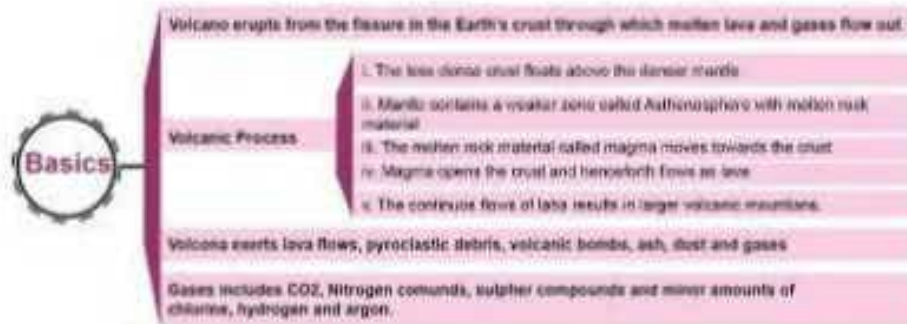 Basics
Volcano erupts from the fissure in the Earth's crust through which molten lava and gases flow out
Volcanic Process
i. The less dense crust floats above the denser mantle
ii. Mantle contains a weaker zone called Asthenosphere with molten rock
material
iii. The molten rock material called magma moves towards the crust
iv. Magma opens the crust and henceforth flows as lava
v. The continuos flows of laba results in larger volcanic mountians.
Volcona exerts lava flows, pyroclastic debris, volcanic bombs, ash, dust and gases
Gases includes CO2, Nitrogen comunds, sulpher compounds and minor amounts of
chlorine, hydrogen and argon.